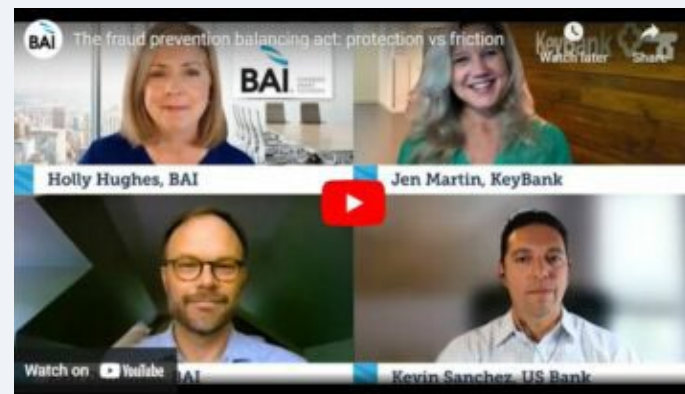 BAI
The fraud prevention balancing act: protection vs friction
KeyBank
Watch later
Share
BAI
Holly Hughes, BAI
Jen Martin, KeyBank
Watch on YouTube
BAI
Kevin Sanchez, US Bank